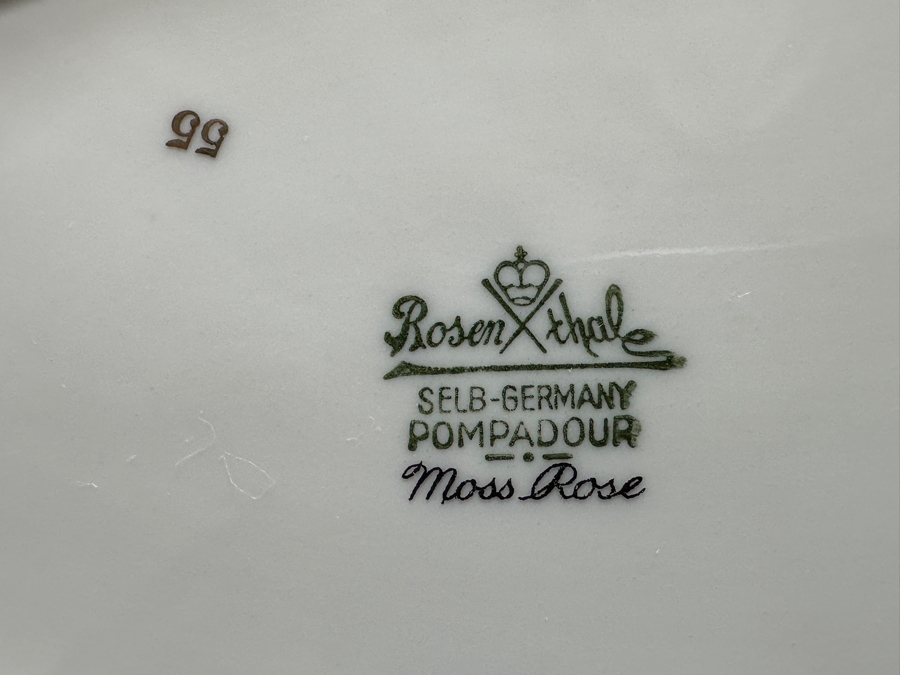 55
Rosenthal
SELB-GERMANY
POMPADOUR
Moss Rose